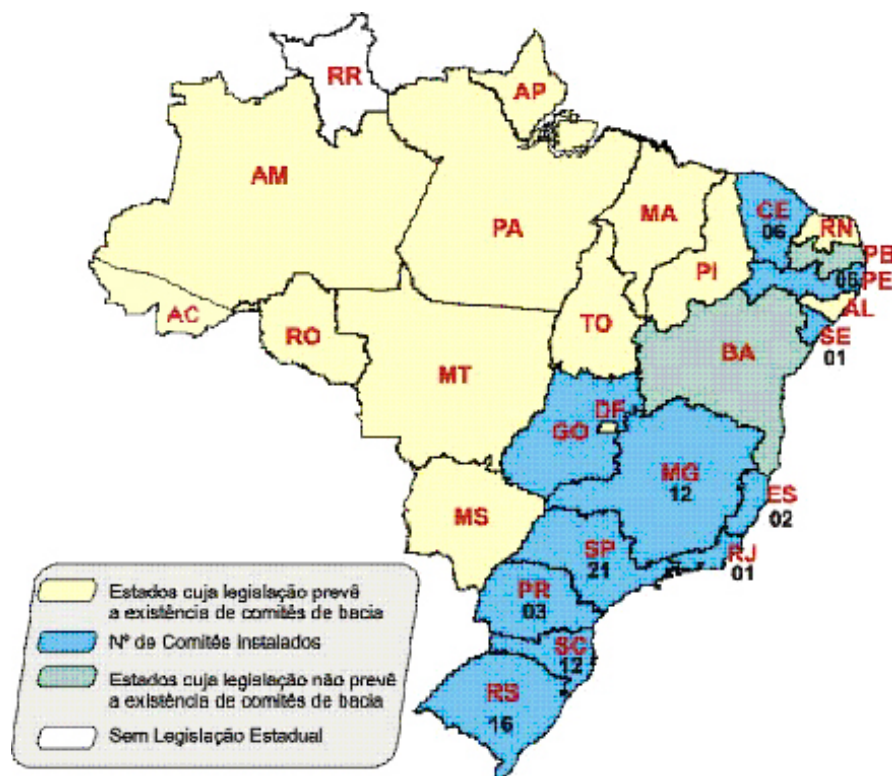 RR
AP
AM
PA
MA
CE
06
RN
PB
PI
05
PE
AL
AC
RO
TO
SE
01
MT
BA
DF
GO
MG
12
ES
02
MS
SP
21
RJ
01
PR
03
SC
12
RS
16
Estados cuja legislação prevê
a existência de comitês de bacia
Nº de Comitês instalados
Estados cuja legislação não prevê
a existência de comitês de bacia
Sem Legislação Estadual